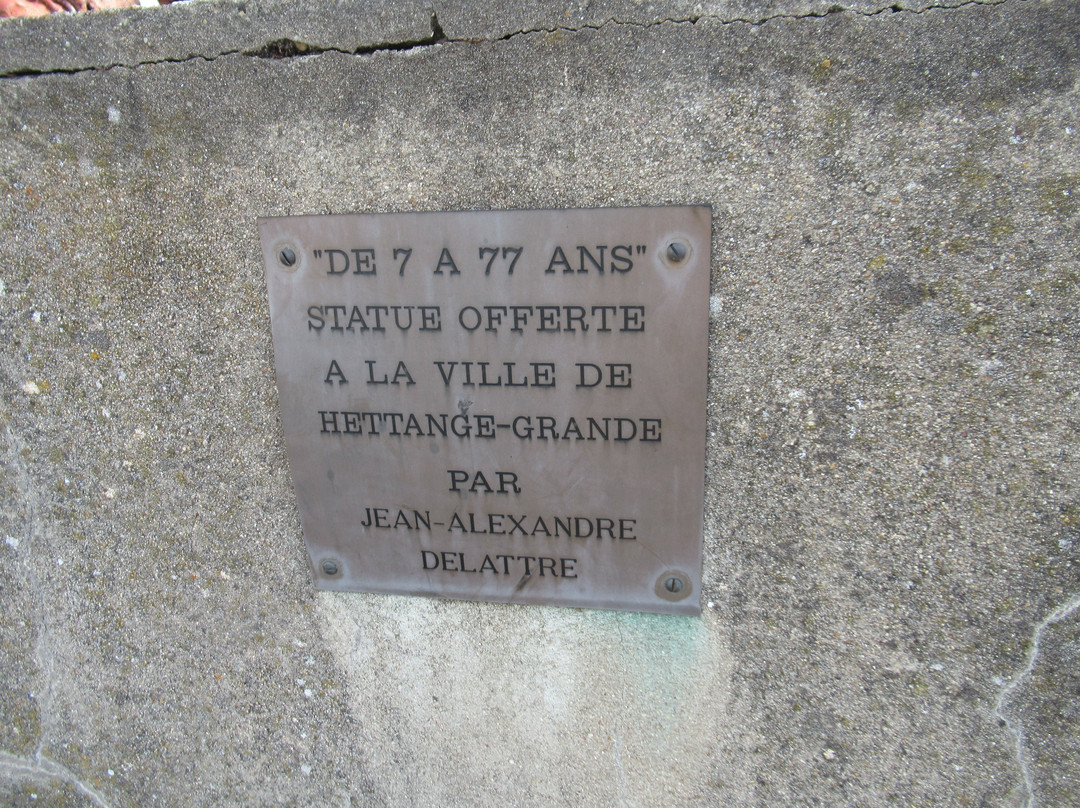 "DE 7 A 77 ANS"
STATUE OFFERTE
A LA VILLE DE
HETTANGE-GRANDE
PAR
JEAN-ALEXANDRE
DELATTRE